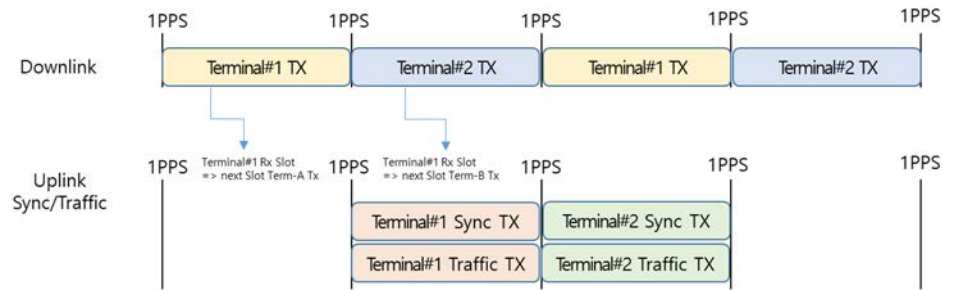 1PPS 1PPS 1PPS 1PPS 1PPS
Downlink Terminal#1 TX Terminal#2 TX Terminal#1 TX Terminal#2 TX
1PPS Terminal#1 Rx Slot 1PPS Terminal#1 Rx Slot 1PPS 1PPS 1PPS
=> next Slot Term-A Tx => next Slot Term-B Tx
Uplink
Sync/Traffic
Terminal#1 Sync TX Terminal#2 Sync TX
Terminal#1 Traffic TX Terminal#2 Traffic TX